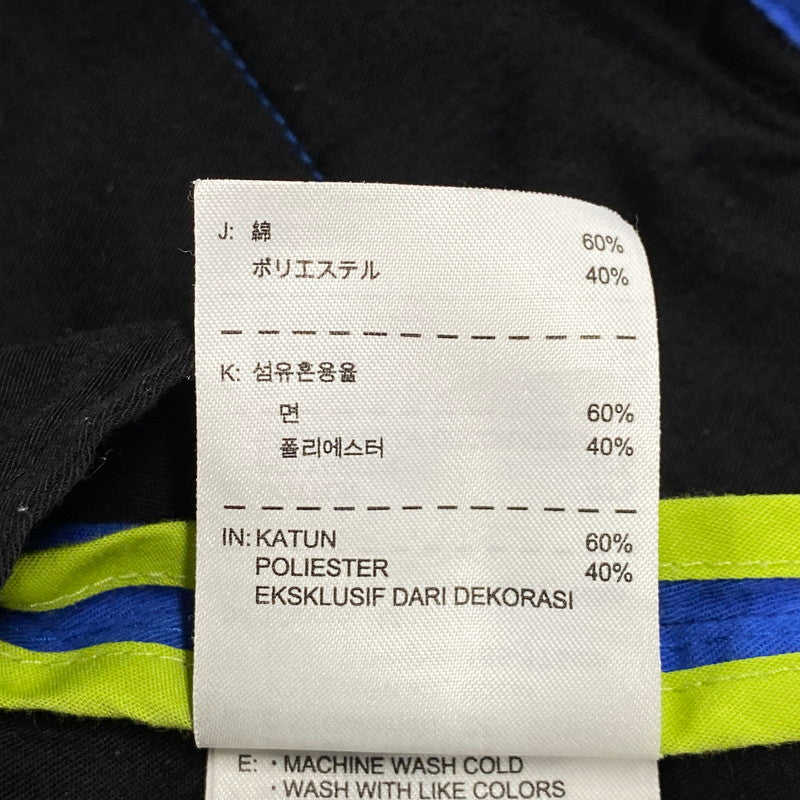 J: 綿 60%
ポリエステル 40%
K: 섬유혼용율
면 60%
폴리에스터 40%
IN: KATUN 60%
POLIESTER 40%
EKSKLUSIF DARI DEKORASI
E: · MACHINE WASH COLD
· WASH WITH LIKE COLORS